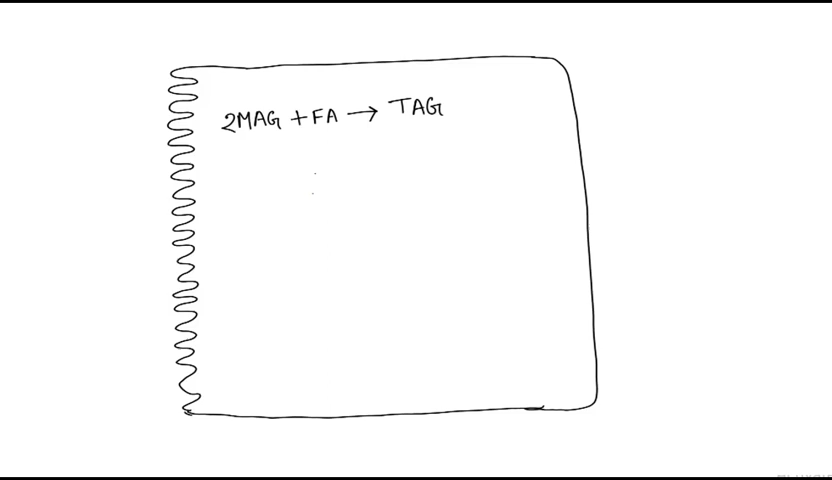 2MAG + FA → TAG